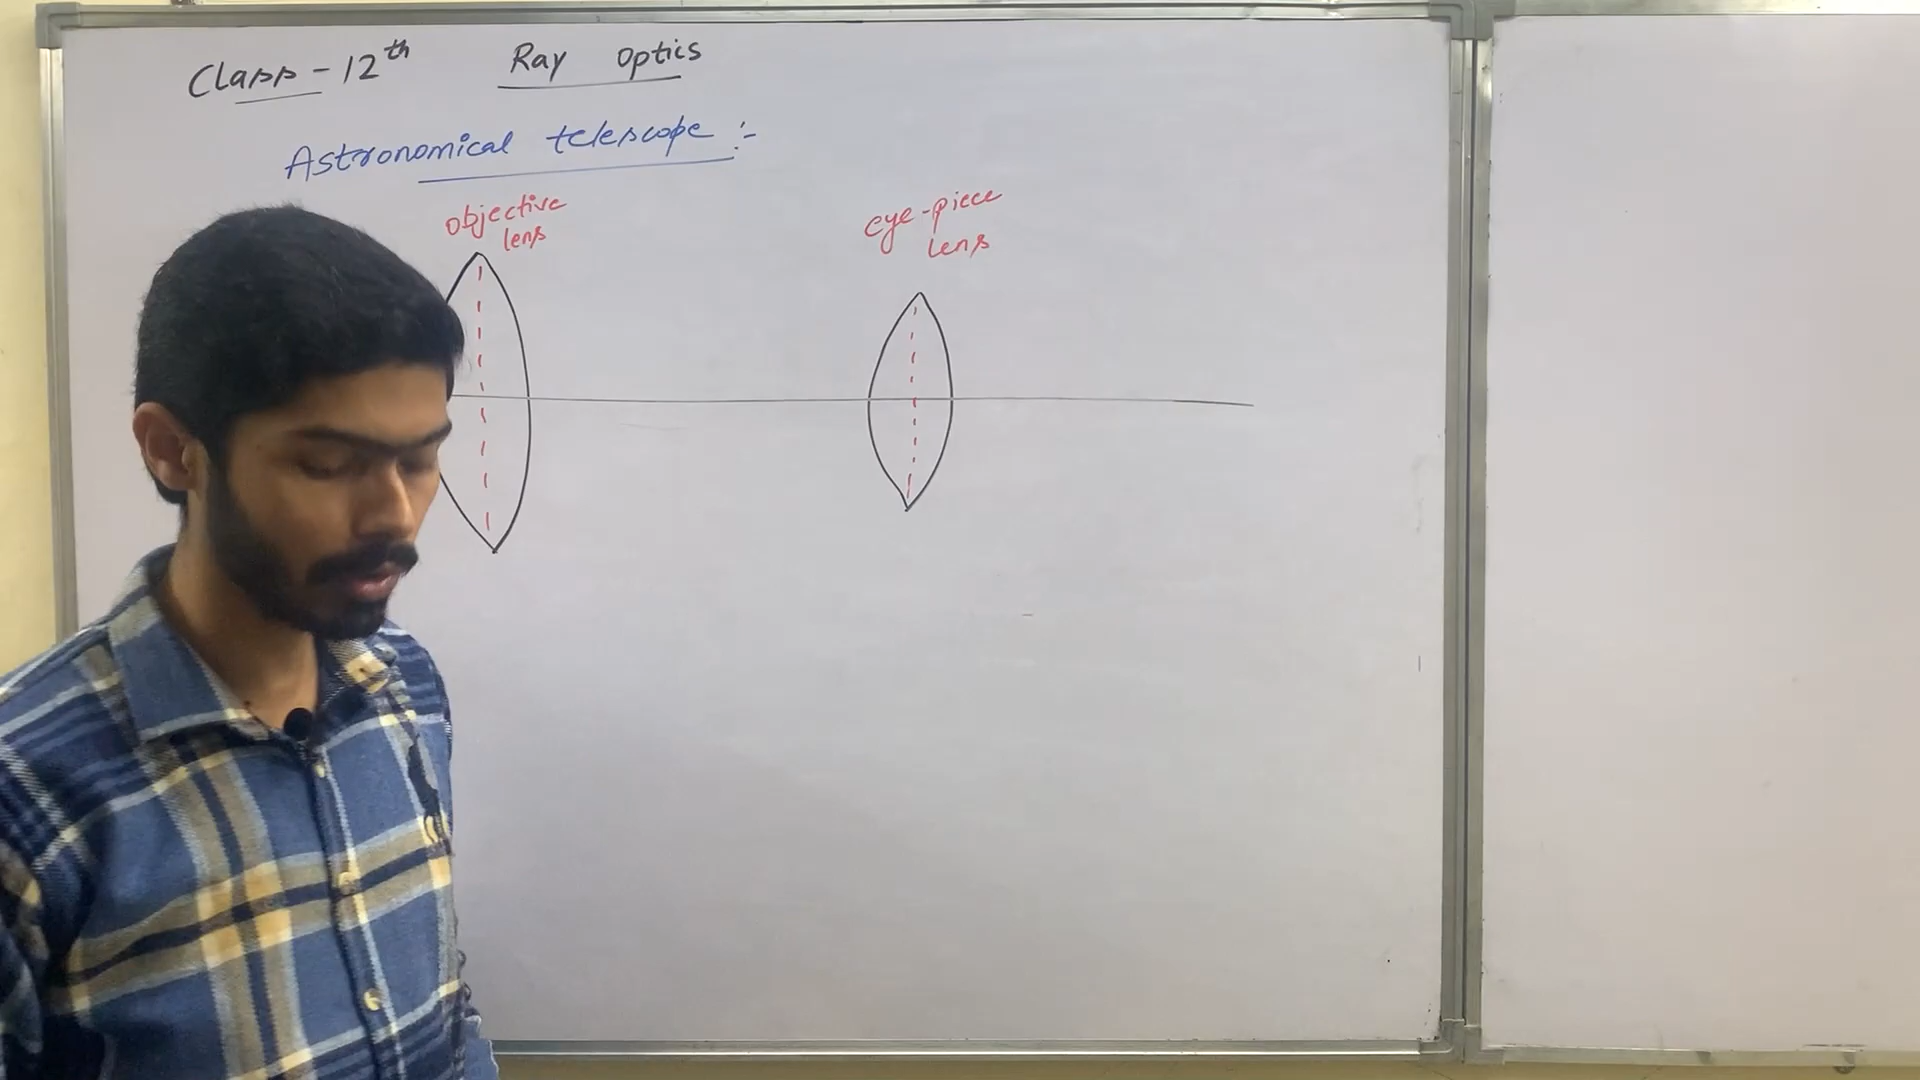 Class - 12th Ray Optics
Astronomical telescope :-
objective
lens
eye-piece
lens